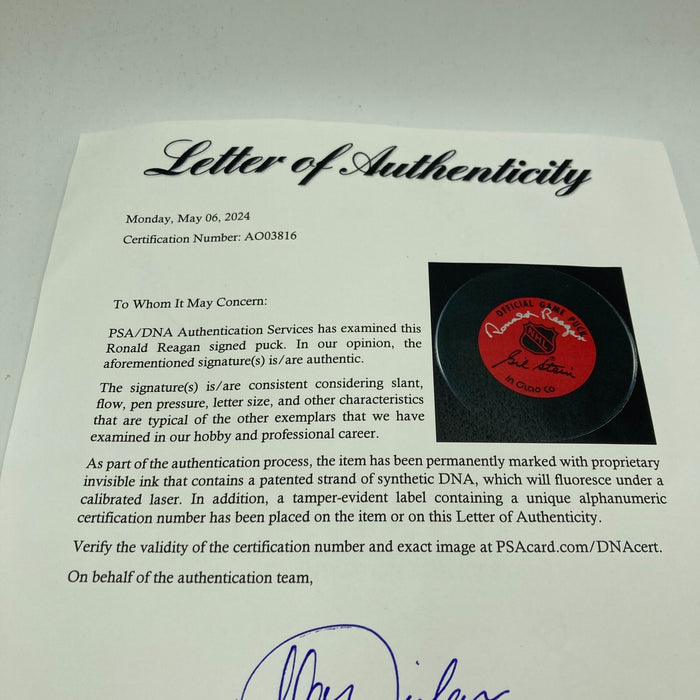 Letter of Authenticity
Monday, May 06, 2024
Certification Number: AO03816
To Whom It May Concern:
PSA/DNA Authentication Services has examined this
Ronald Reagan signed puck. In our opinion, the
aforementioned signature(s) is/are authentic.
The signature(s) is/are consistent considering slant,
flow, pen pressure, letter size, and other characteristics
that are typical of the other exemplars that we have
examined in our hobby and professional career.
OFFICIAL GAME PUCK
Ronald Reagan
NHL
Gil Stein
In Glas Co
As part of the authentication process, the item has been permanently marked with proprietary
invisible ink that contains a patented strand of synthetic DNA, which will fluoresce under a
calibrated laser. In addition, a tamper-evident label containing a unique alphanumeric
certification number has been placed on the item or on this Letter of Authenticity.
Verify the validity of the certification number and exact image at PSAcard.com/DNAcert.
On behalf of the authentication team,